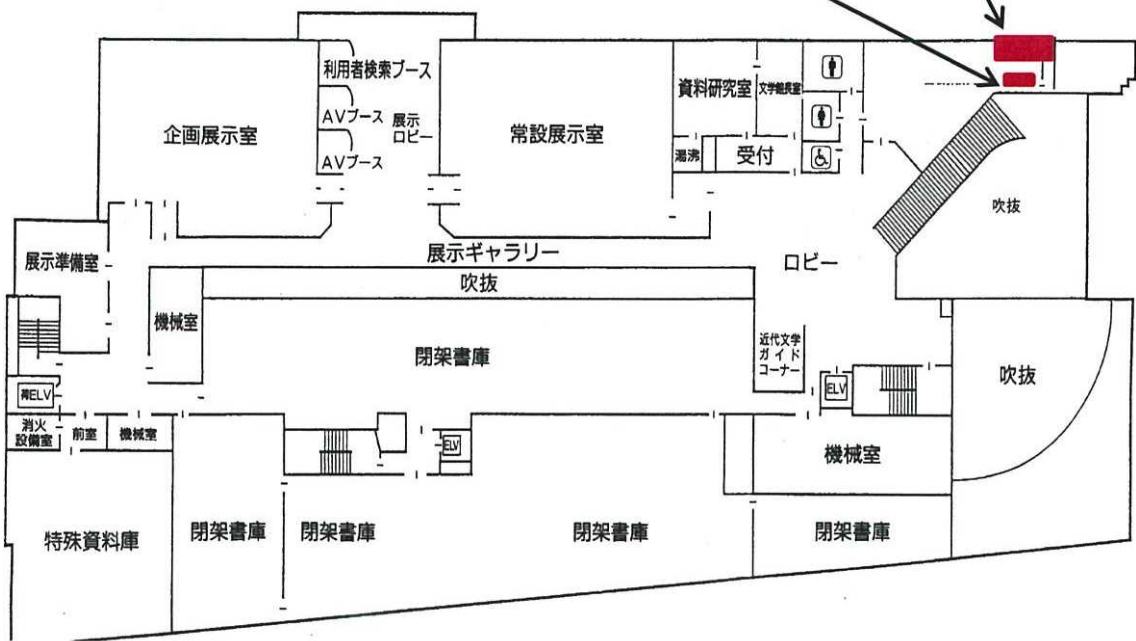 利用者検索ブース
AVブース
展示
ロビー
AVブース
企画展示室
常設展示室
資料研究室
文学館長室
湯沸
受付
吹抜
展示準備室
展示ギャラリー
ロビー
吹抜
機械室
閉架書庫
近代文学
ガイド
コーナー
吹抜
荷ELV
ELV
消火
設備室
前室
機械室
ELV
機械室
特殊資料庫
閉架書庫
閉架書庫
閉架書庫
閉架書庫